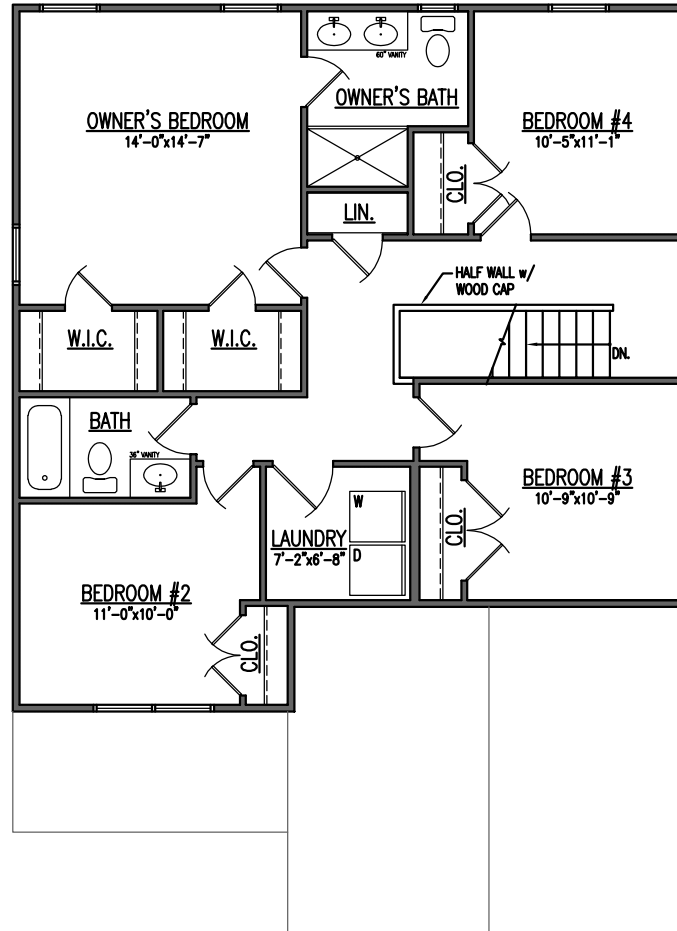 60" VANITY
OWNER'S BATH
OWNER'S BEDROOM
14'-0"x14'-7"
BEDROOM #4
10'-5"x11'-1"
CLO.
LIN.
HALF WALL w/
WOOD CAP
W.I.C.
W.I.C.
DN.
BATH
36" VANITY
BEDROOM #3
10'-9"x10'-9"
W
CLO.
LAUNDRY
7'-2"x6'-8"
D
BEDROOM #2
11'-0"x10'-0"
CLO.